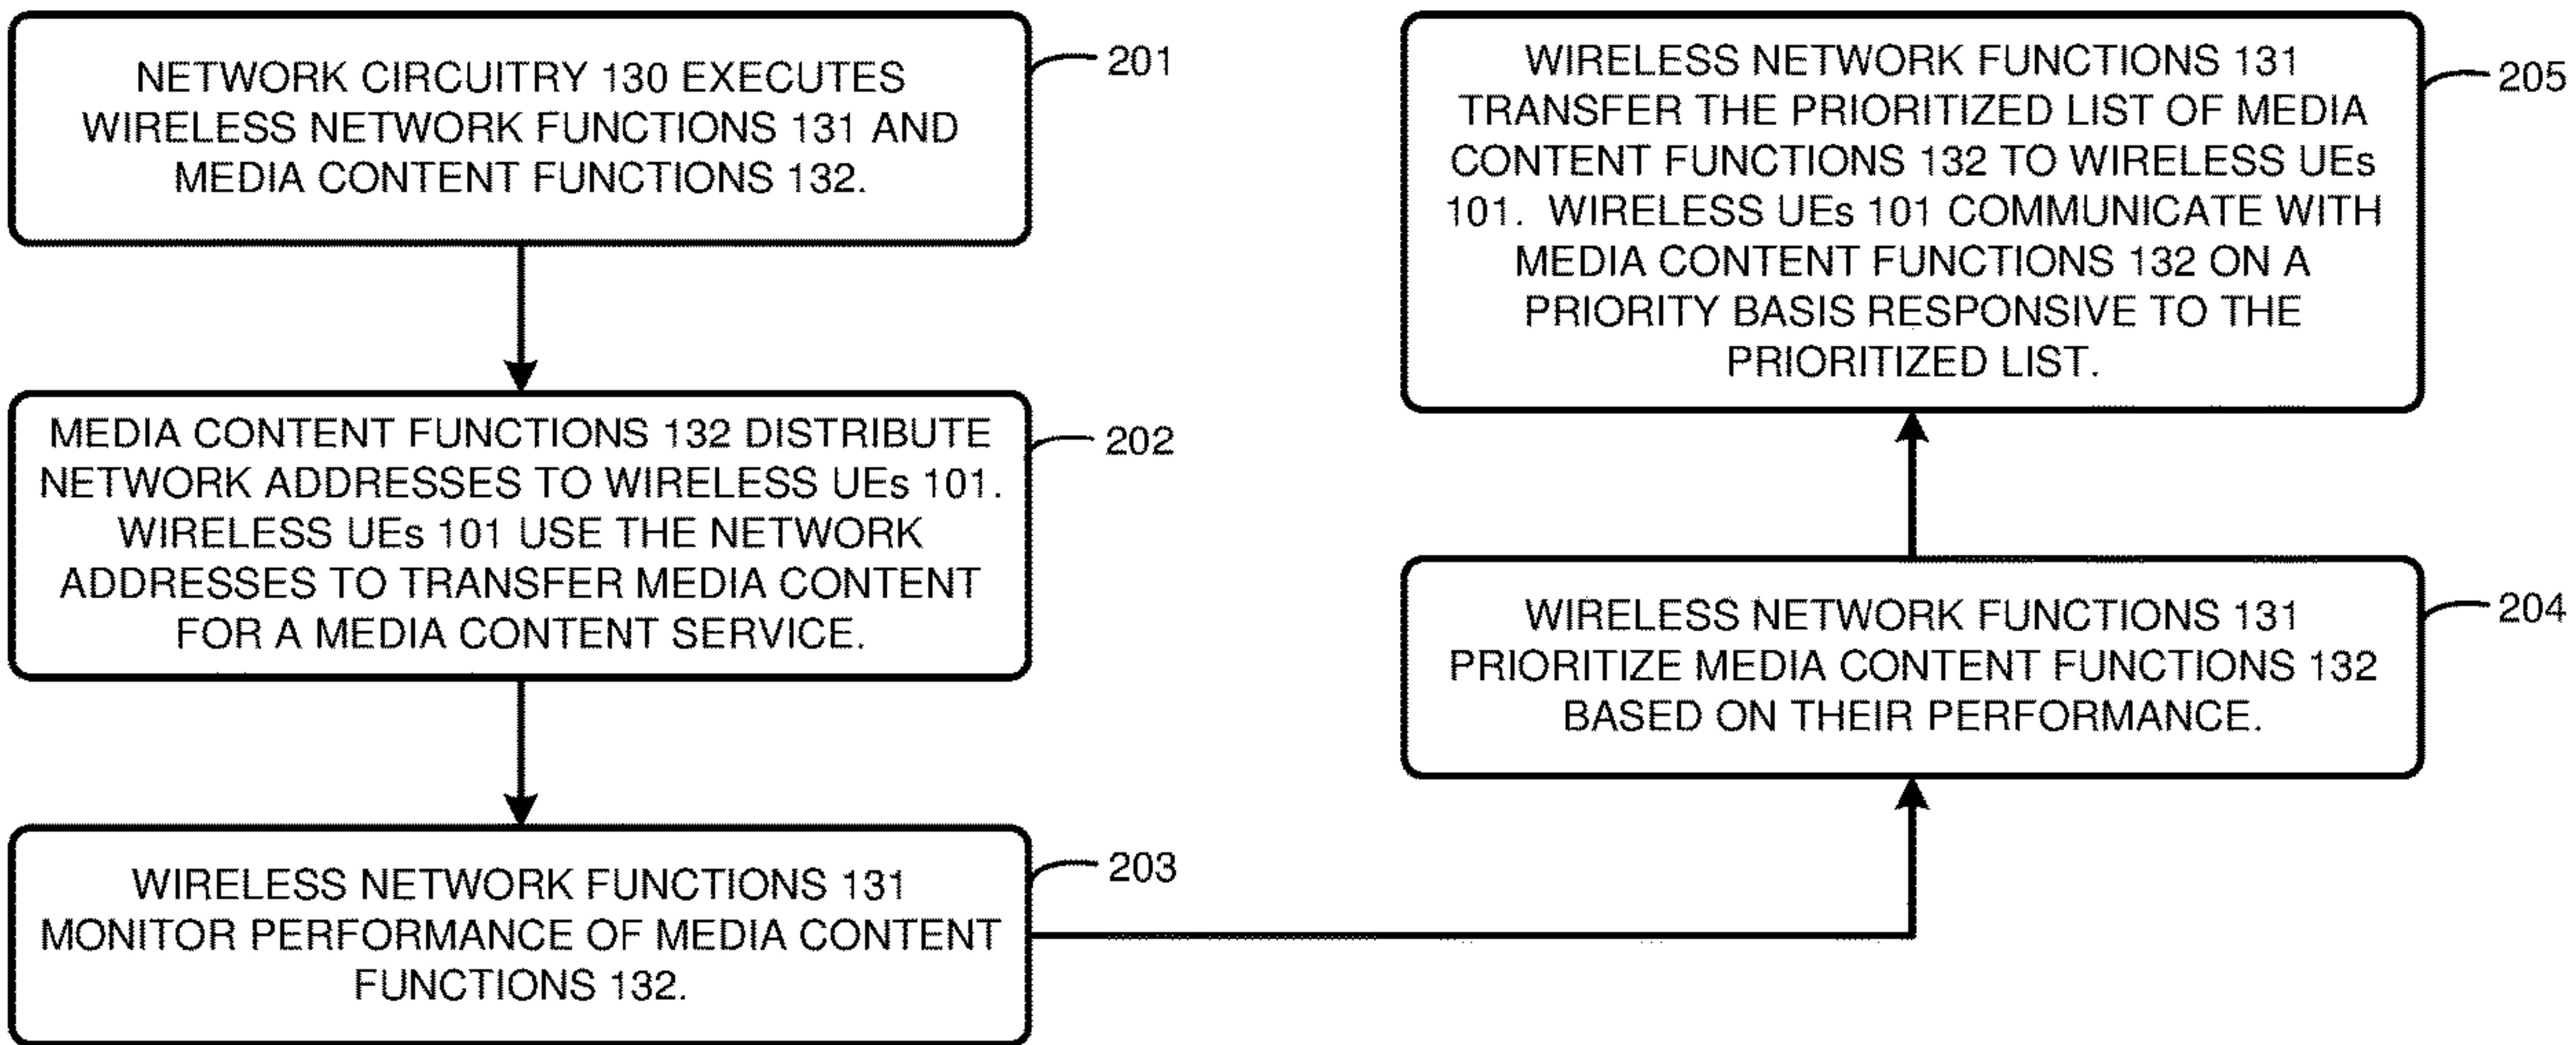 NETWORK CIRCUITRY 130 EXECUTES
WIRELESS NETWORK FUNCTIONS 131 AND
MEDIA CONTENT FUNCTIONS 132.
201
MEDIA CONTENT FUNCTIONS 132 DISTRIBUTE
NETWORK ADDRESSES TO WIRELESS UEs 101.
WIRELESS UEs 101 USE THE NETWORK
ADDRESSES TO TRANSFER MEDIA CONTENT
FOR A MEDIA CONTENT SERVICE.
202
WIRELESS NETWORK FUNCTIONS 131
MONITOR PERFORMANCE OF MEDIA CONTENT
FUNCTIONS 132.
203
WIRELESS NETWORK FUNCTIONS 131
PRIORITIZE MEDIA CONTENT FUNCTIONS 132
BASED ON THEIR PERFORMANCE.
204
WIRELESS NETWORK FUNCTIONS 131
TRANSFER THE PRIORITIZED LIST OF MEDIA
CONTENT FUNCTIONS 132 TO WIRELESS UEs
101. WIRELESS UEs 101 COMMUNICATE WITH
MEDIA CONTENT FUNCTIONS 132 ON A
PRIORITY BASIS RESPONSIVE TO THE
PRIORITIZED LIST.
205